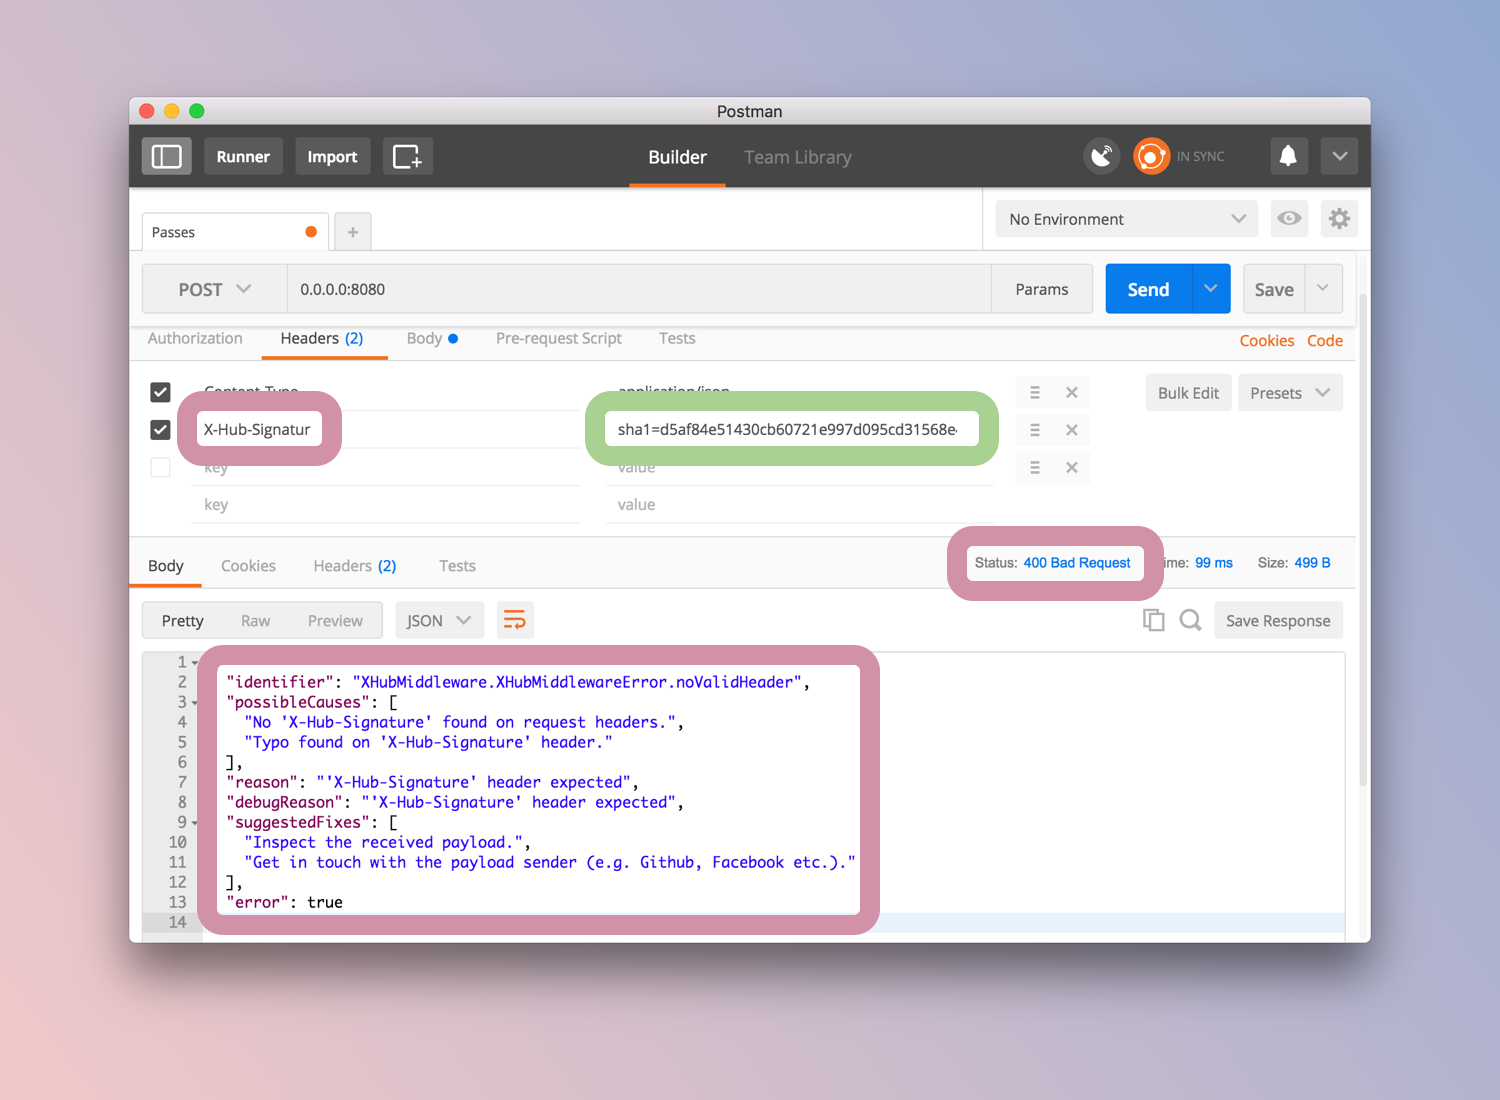 Postman
Runner Import Builder Team Library IN SYNC
Passes + No Environment
POST 0.0.0.0:8080 Params Send Save
Authorization Headers (2) Body Pre-request Script Tests Cookies Code
Content-Type application/json Bulk Edit Presets
X-Hub-Signatur sha1=d5af84e51430cb60721e997d095cd31568e
key value
key value
Body Cookies Headers (2) Tests Status: 400 Bad Request ime: 99 ms Size: 499 B
Pretty Raw Preview JSON Save Response
1
2 "identifier": "XHubMiddleware.XHubMiddlewareError.noValidHeader",
3 "possibleCauses": [
4 "No 'X-Hub-Signature' found on request headers.",
5 "Typo found on 'X-Hub-Signature' header."
6 ],
7 "reason": "'X-Hub-Signature' header expected",
8 "debugReason": "'X-Hub-Signature' header expected",
9 "suggestedFixes": [
10 "Inspect the received payload.",
11 "Get in touch with the payload sender (e.g. Github, Facebook etc.)."
12 ],
13 "error": true
14